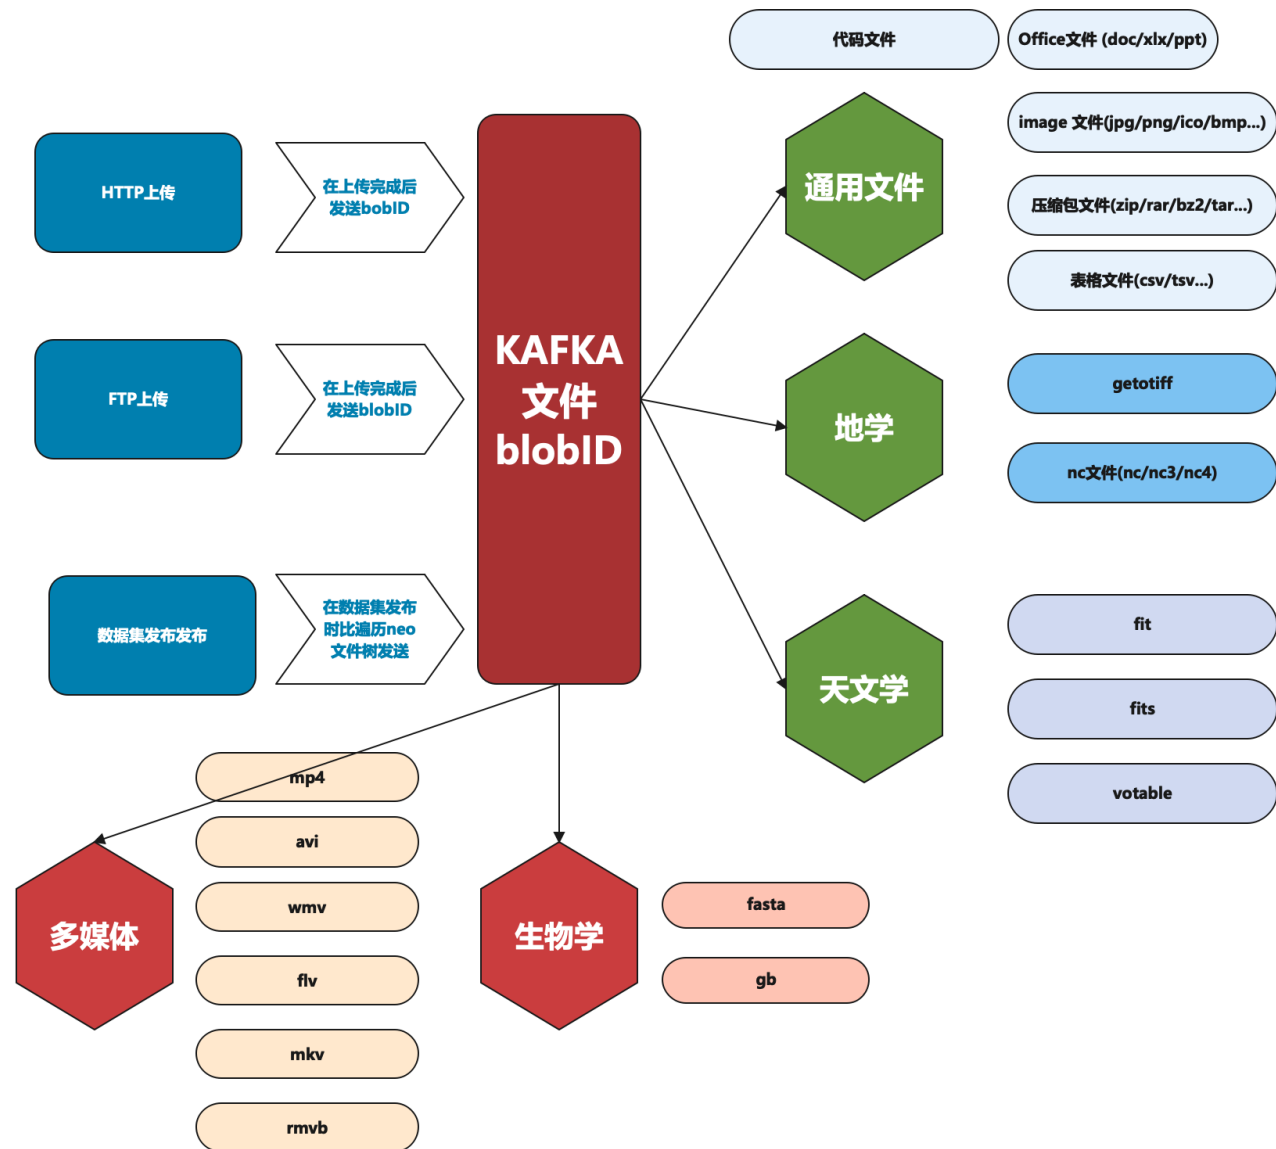 代码文件
Office文件 (doc/xlx/ppt)
HTTP上传
在上传完成后
发送bobID
通用文件
image 文件(jpg/png/ico/bmp...)
压缩包文件(zip/rar/bz2/tar...)
表格文件(csv/tsv...)
FTP上传
在上传完成后
发送blobID
KAFKA
文件
blobID
地学
getotiff
nc文件(nc/nc3/nc4)
数据集发布发布
在数据集发布
时比遍历neo
文件树发送
天文学
fit
fits
votable
多媒体
mp4
avi
wmv
flv
mkv
rmvb
生物学
fasta
gb